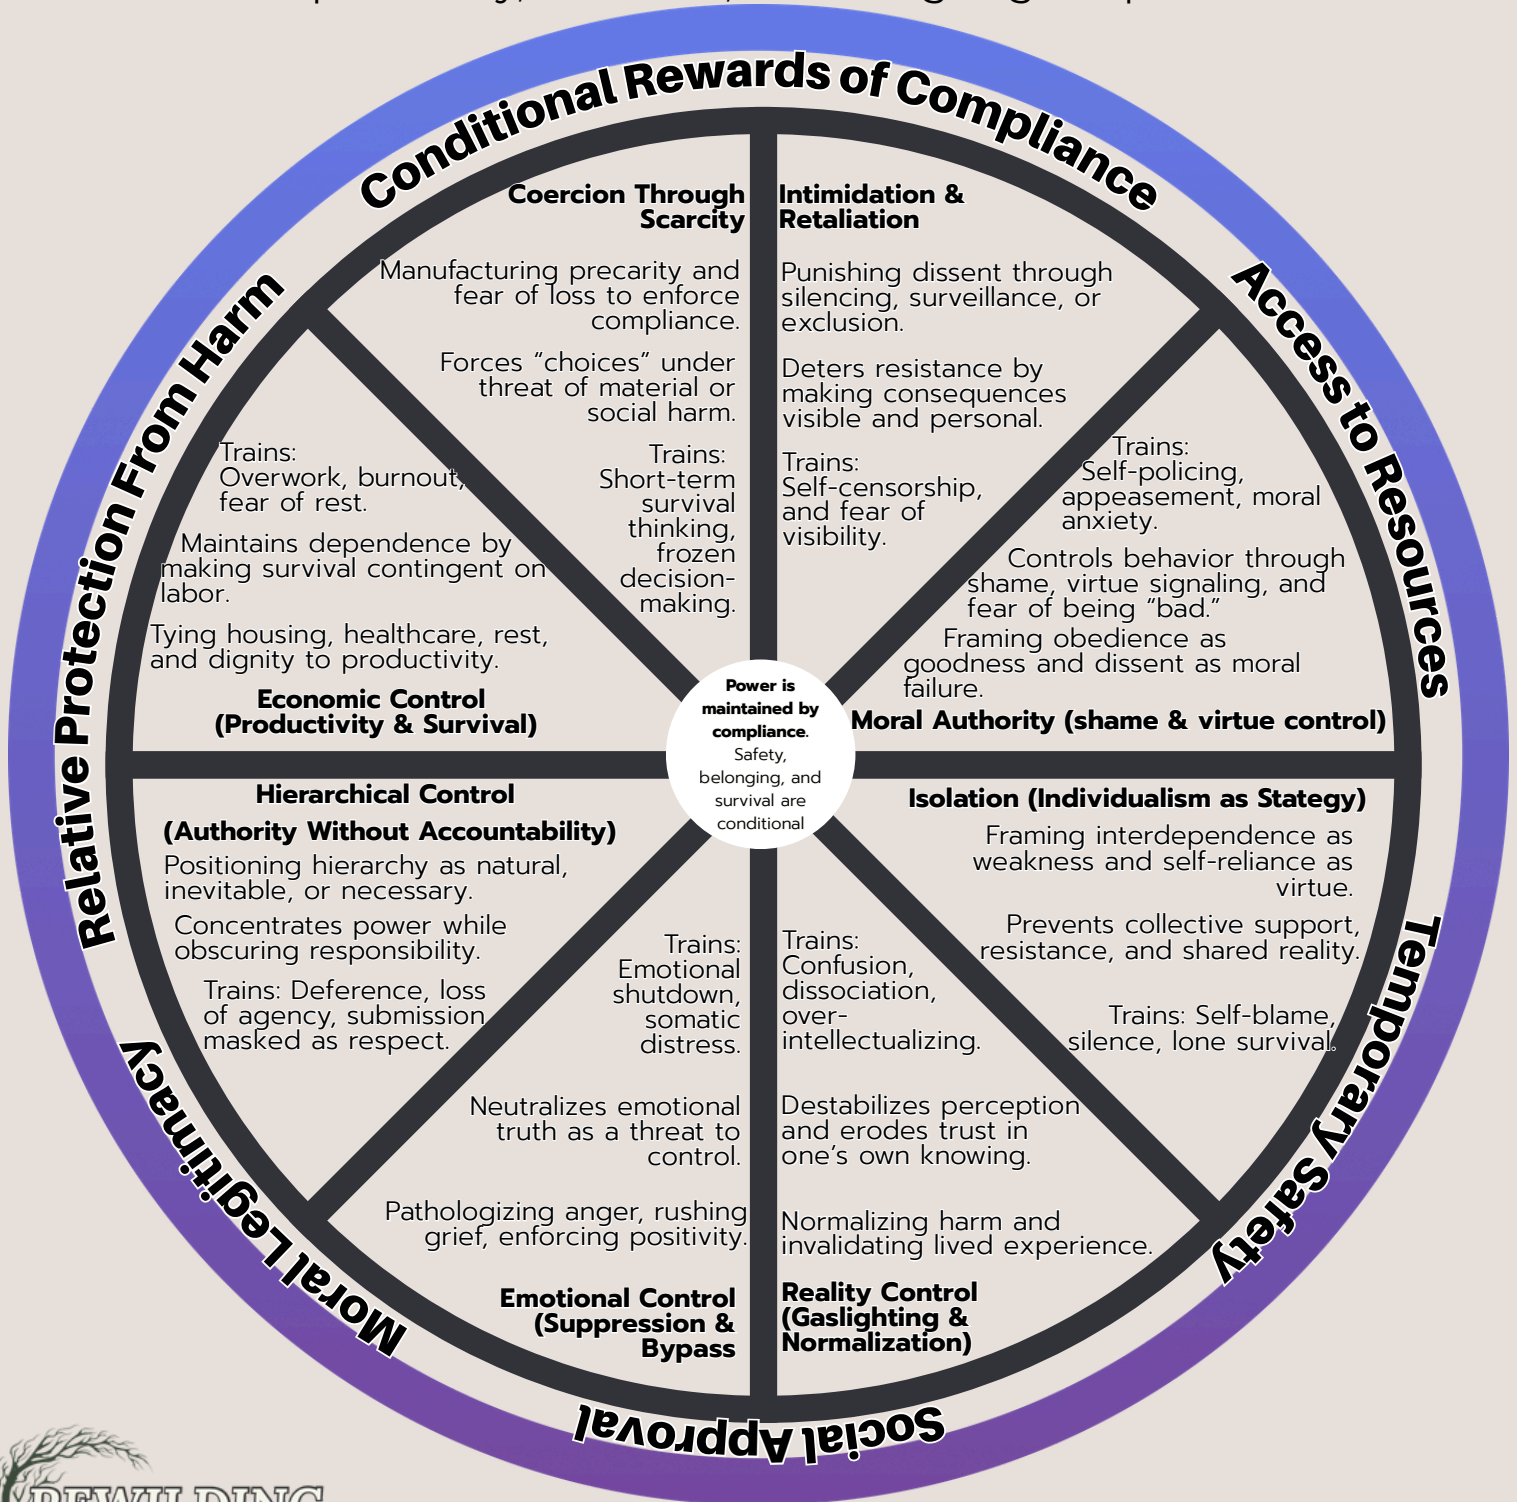 Conditional Rewards of Compliance
Access to Resources
Temporary Safety
Social Approval
Moral Legitimacy
Relative Protection From Harm
Coercion Through
Scarcity
Manufacturing precarity and
fear of loss to enforce
compliance.
Forces “choices” under
threat of material or
social harm.
Trains:
Short-term
survival
thinking,
frozen
decision-
making.
Intimidation &
Retaliation
Punishing dissent through
silencing, surveillance, or
exclusion.
Deters resistance by
making consequences
visible and personal.
Trains:
Self-censorship,
and fear of
visibility.
Trains:
Self-policing,
appeasement, moral
anxiety.
Controls behavior through
shame, virtue signaling, and
fear of being “bad.”
Framing obedience as
goodness and dissent as moral
failure.
Moral Authority (shame & virtue control)
Isolation (Individualism as Stategy)
Framing interdependence as
weakness and self-reliance as
virtue.
Prevents collective support,
resistance, and shared reality.
Trains: Self-blame,
silence, lone survival.
Trains:
Confusion,
dissociation,
over-
intellectualizing.
Destabilizes perception
and erodes trust in
one’s own knowing.
Normalizing harm and
invalidating lived experience.
Reality Control
(Gaslighting &
Normalization)
Trains:
Emotional
shutdown,
somatic
distress.
Neutralizes emotional
truth as a threat to
control.
Pathologizing anger, rushing
grief, enforcing positivity.
Emotional Control
(Suppression &
Bypass
Hierarchical Control
(Authority Without Accountability)
Positioning hierarchy as natural,
inevitable, or necessary.
Concentrates power while
obscuring responsibility.
Trains: Deference, loss
of agency, submission
masked as respect.
Trains:
Overwork, burnout,
fear of rest.
Maintains dependence by
making survival contingent on
labor.
Tying housing, healthcare, rest,
and dignity to productivity.
Economic Control
(Productivity & Survival)
Power is
maintained by
compliance.
Safety,
belonging, and
survival are
conditional
REWILDING